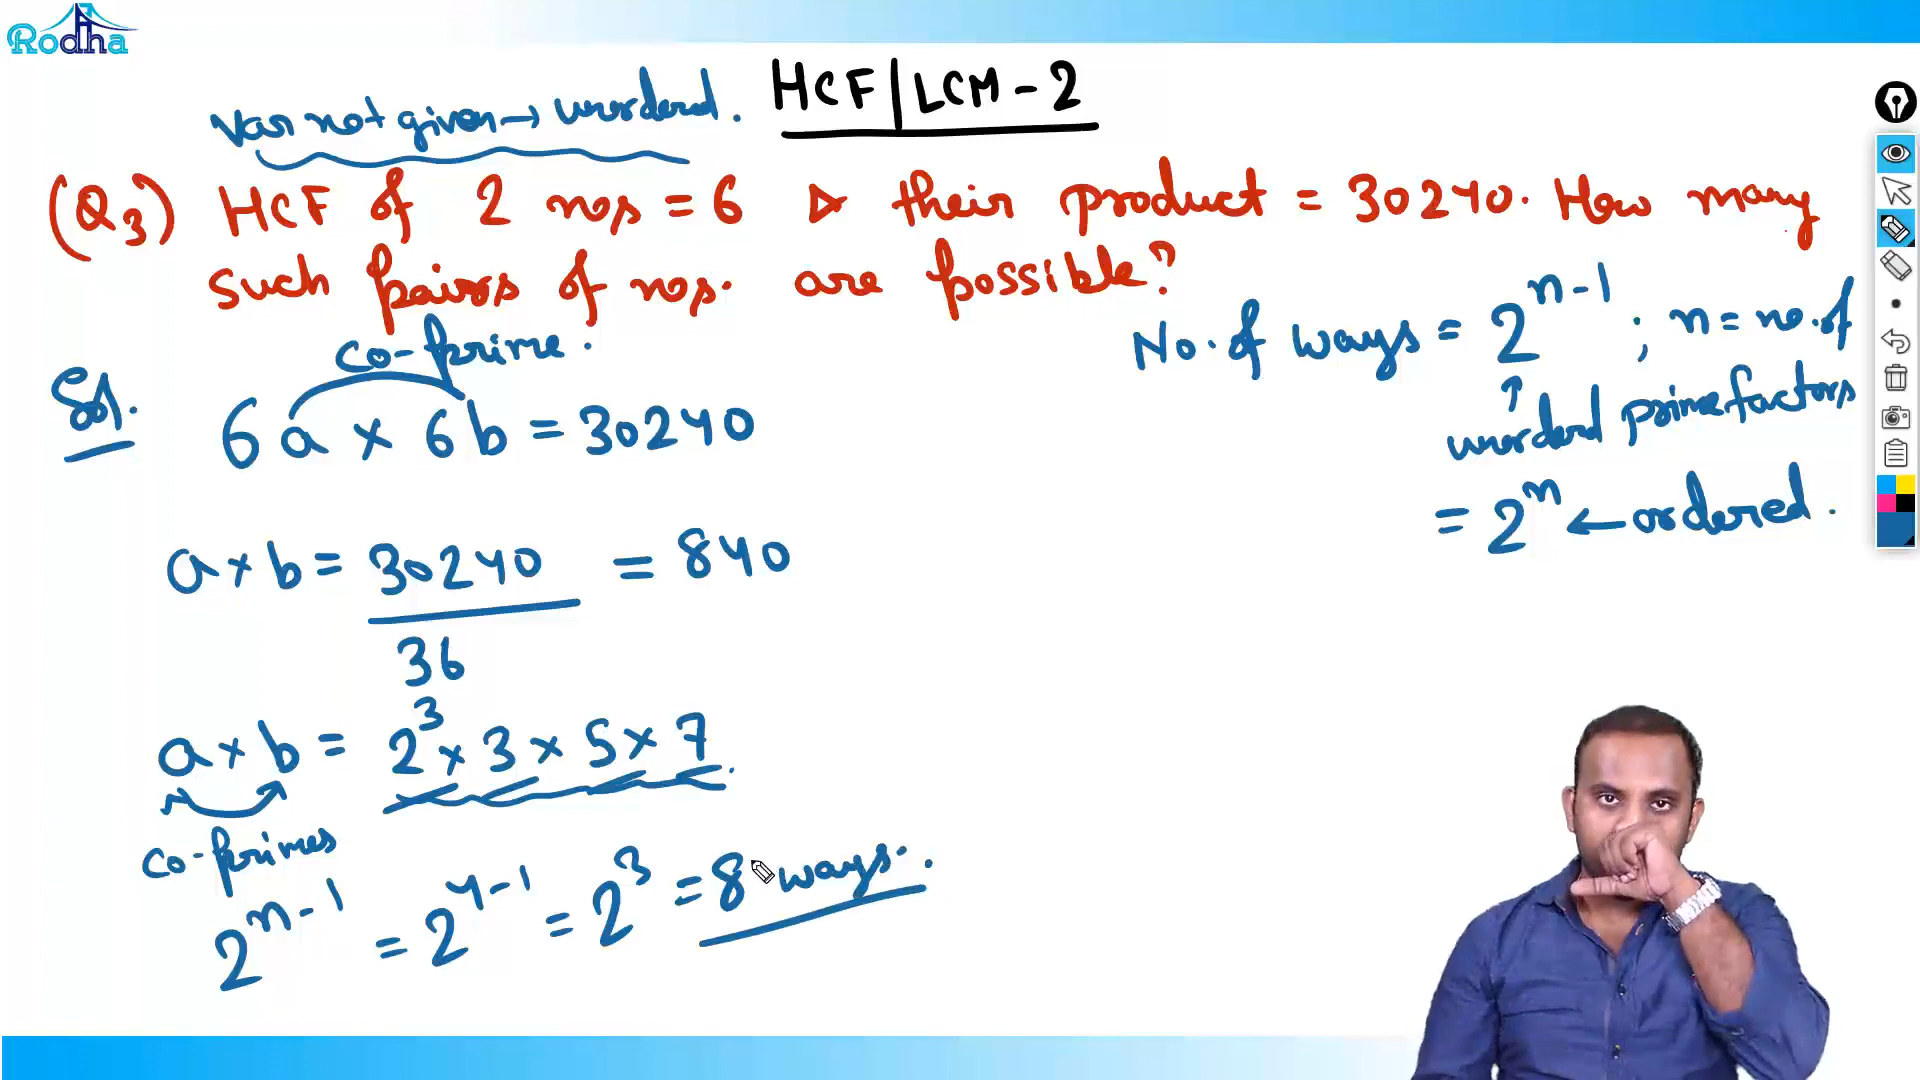 Rodha
HCF | LCM - 2
Var not given → unordered.
(Q3) HCF of 2 nos = 6 & their product = 30240. How many
such pairs of nos. are possible?
No. of ways = 2^(n-1) ; n = no. of
prime factors
↑
unordered
= 2^n ← ordered.
Sol.
co-prime.
6a × 6b = 30240
a × b = 30240/36 = 840
a × b = 2^3 × 3 × 5 × 7.
co-primes
2^(n-1) = 2^(4-1) = 2^3 = 8 ways.